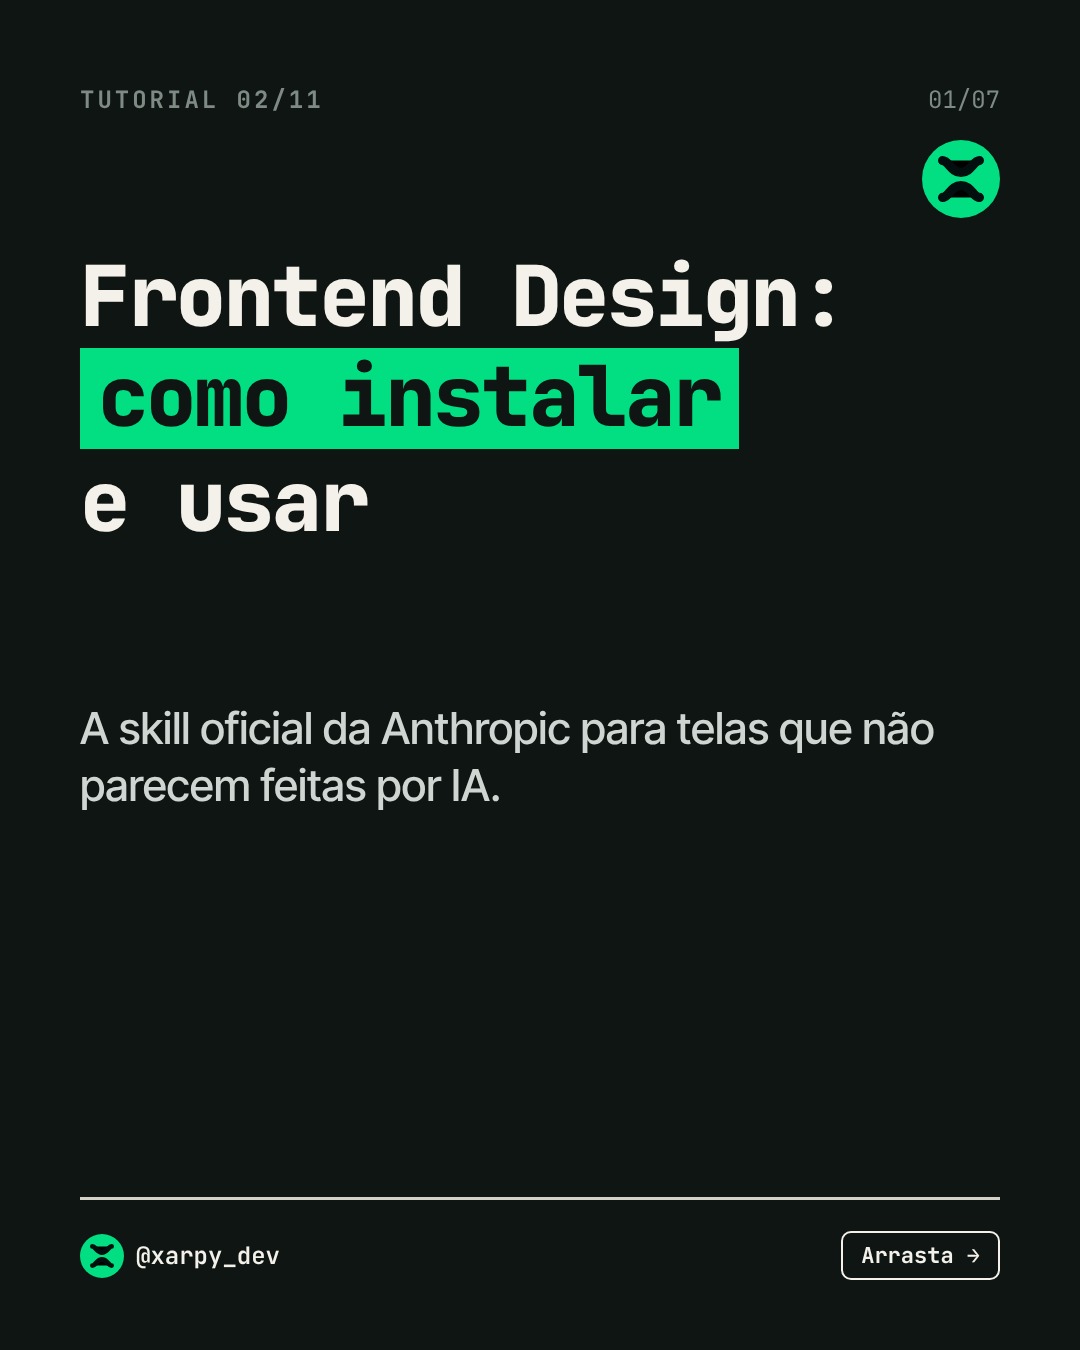 TUTORIAL 02/11
01/07
Frontend Design:
como instalar
e usar
A skill oficial da Anthropic para telas que não
parecem feitas por IA.
@xarpy_dev
Arrasta →